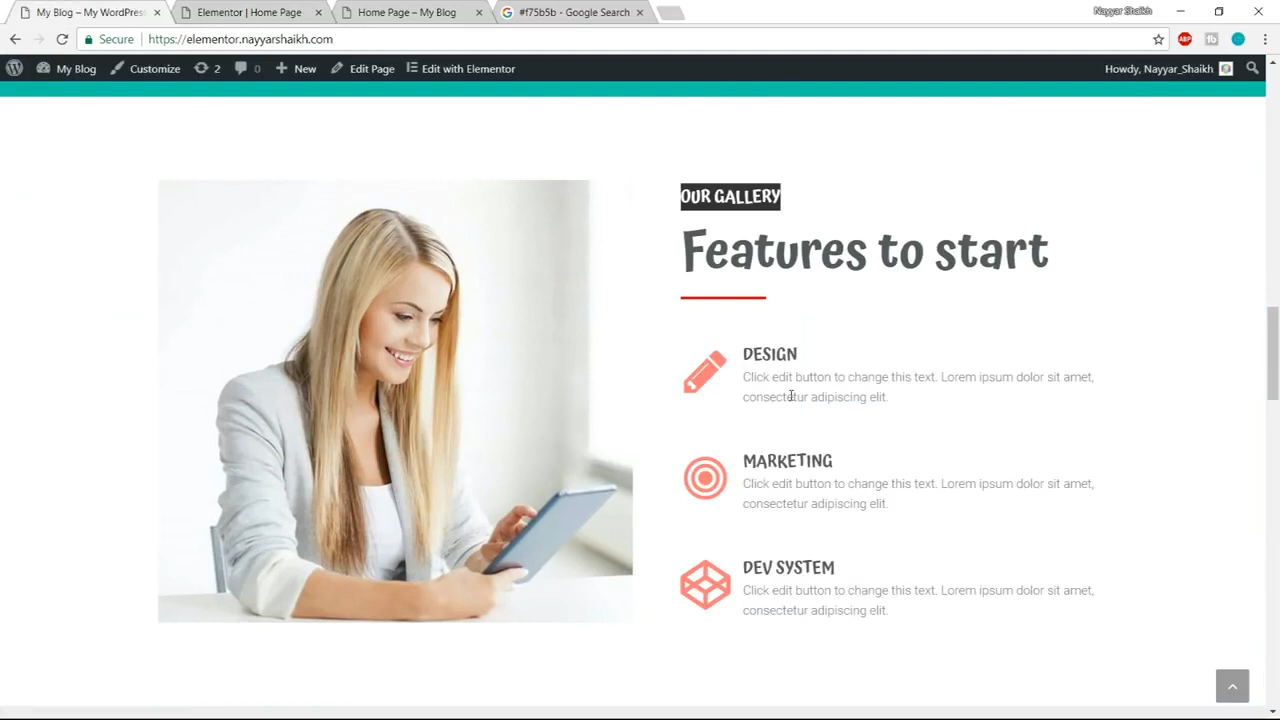 My Blog – My WordPress
Elementor | Home Page
Home Page – My Blog
#f75b5b - Google Search
Nayyar Shaikh
Secure
https://elementor.nayyarshaikh.com
ABP
tb
My Blog
Customize
2
0
New
Edit Page
Edit with Elementor
Howdy, Nayyar_Shaikh
OUR GALLERY
Features to start
DESIGN
Click edit button to change this text. Lorem ipsum dolor sit amet,
consectetur adipiscing elit.
MARKETING
Click edit button to change this text. Lorem ipsum dolor sit amet,
consectetur adipiscing elit.
DEV SYSTEM
Click edit button to change this text. Lorem ipsum dolor sit amet,
consectetur adipiscing elit.